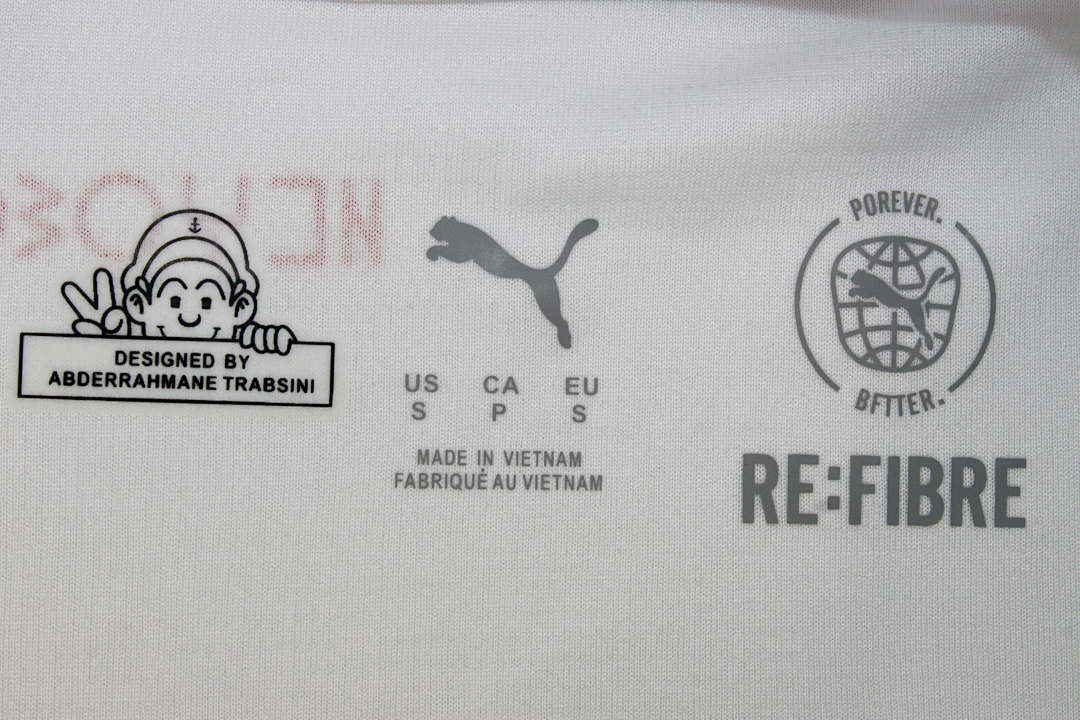 DESIGNED BY
ABDERRAHMANE TRABSINI
US CA EU
S P S
MADE IN VIETNAM
FABRIQUÉ AU VIETNAM
POREVER.
BFTTER.
RE:FIBRE